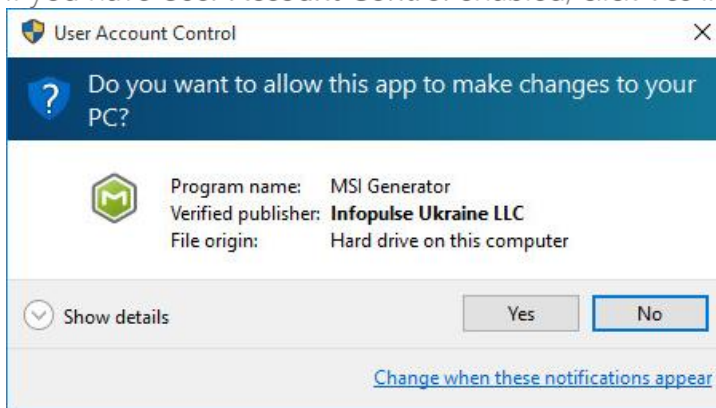 User Account Control
Do you want to allow this app to make changes to your
PC?
Program name: MSI Generator
Verified publisher: Infopulse Ukraine LLC
File origin: Hard drive on this computer
Show details
Yes No
Change when these notifications appear